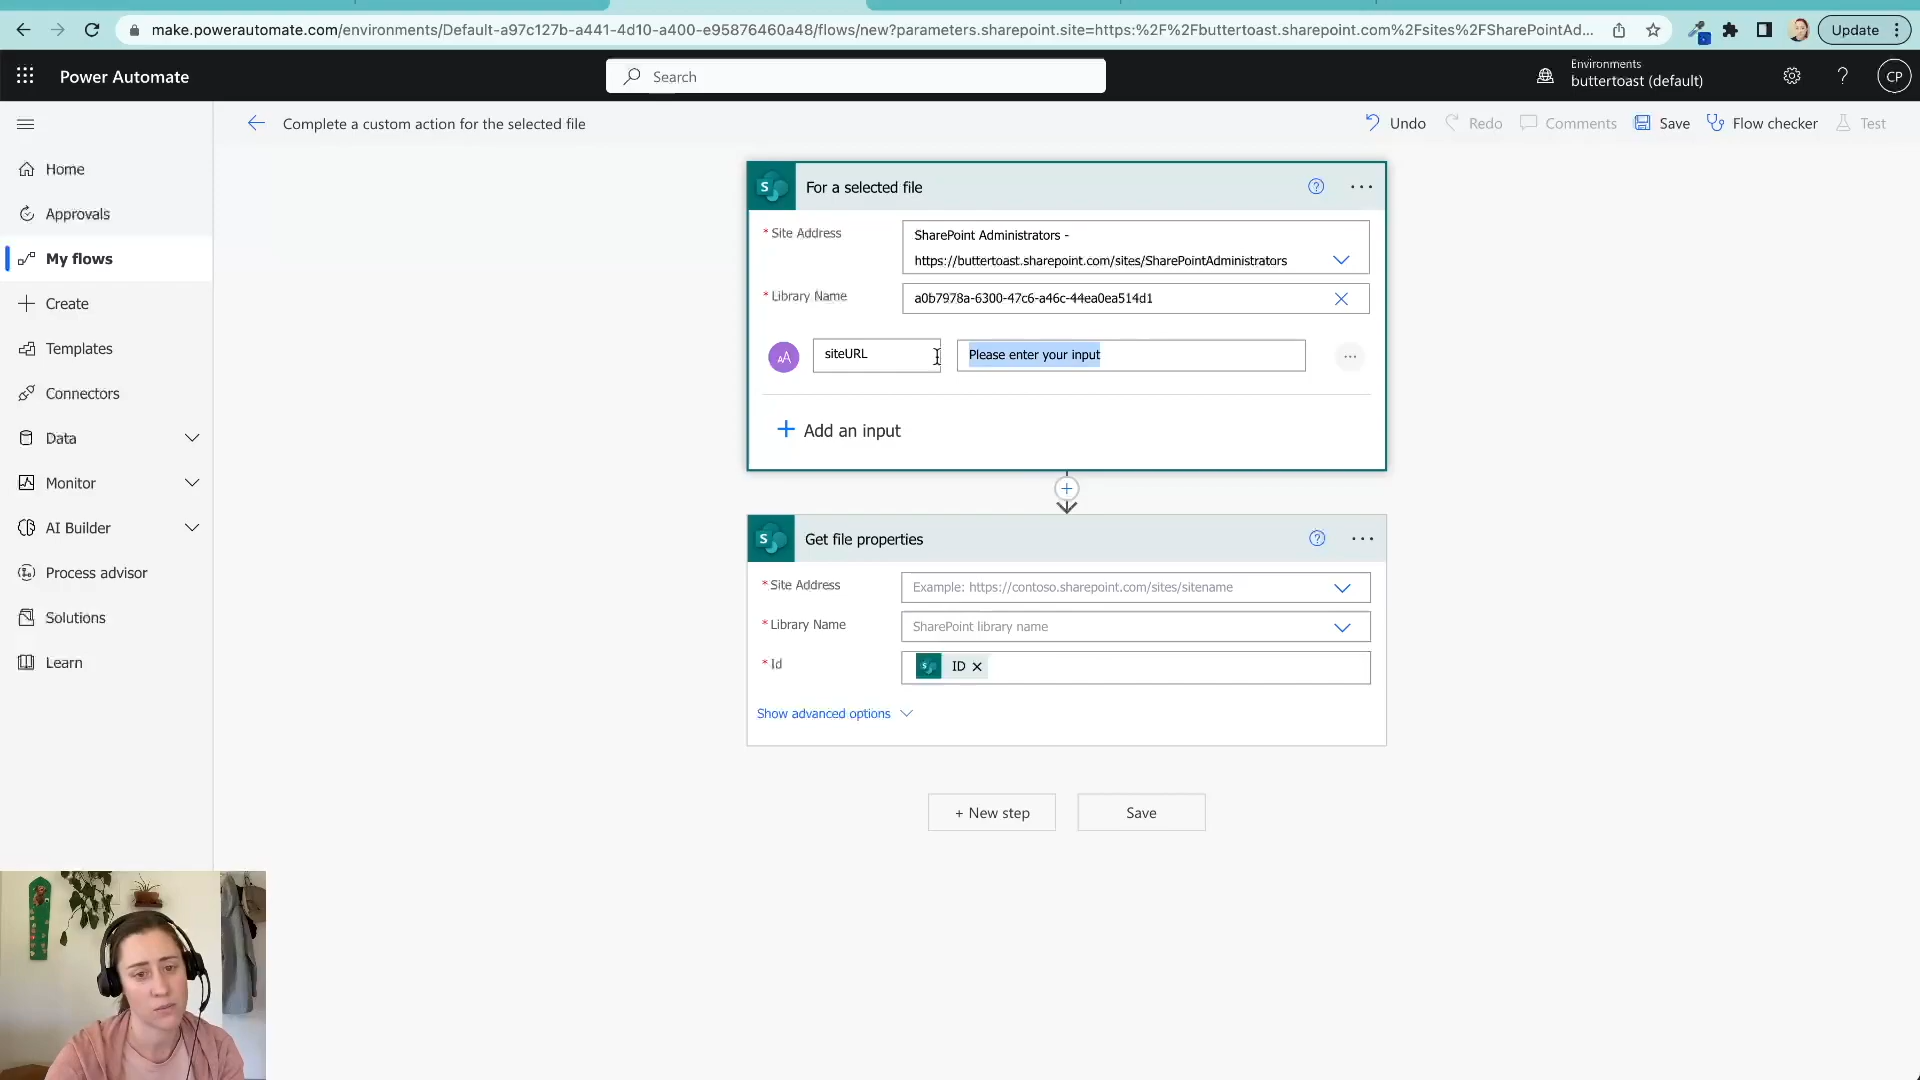 make.powerautomate.com/environments/Default-a97c127b-a441-4d10-a400-e95876460a48/flows/new?parameters.sharepoint.site=https:%2F%2Fbuttertoast.sharepoint.com%2Fsites%2FSharePointAd...
Update
Power Automate
Search
Environments
buttertoast (default)
?
CP
Complete a custom action for the selected file
Undo
Redo
Comments
Save
Flow checker
Test
Home
Approvals
My flows
Create
Templates
Connectors
Data
Monitor
AI Builder
Process advisor
Solutions
Learn
S
For a selected file
?
* Site Address
SharePoint Administrators -
https://buttertoast.sharepoint.com/sites/SharePointAdministrators
* Library Name
a0b7978a-6300-47c6-a46c-44ea0ea514d1
AA
siteURL
Please enter your input
Add an input
S
Get file properties
?
* Site Address
Example: https://contoso.sharepoint.com/sites/sitename
* Library Name
SharePoint library name
* Id
S
ID
Show advanced options
+ New step
Save